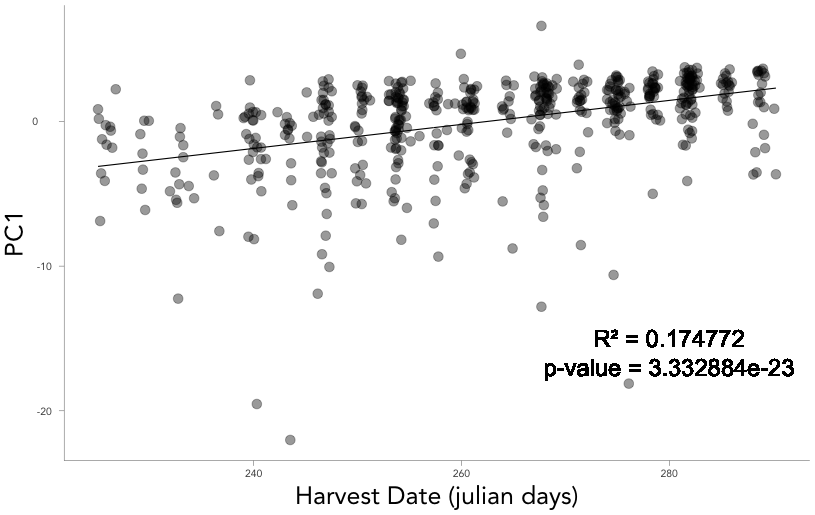 PC1
0
-10
-20
R² = 0.174772
p-value = 3.332884e-23
240
260
280
Harvest Date (julian days)